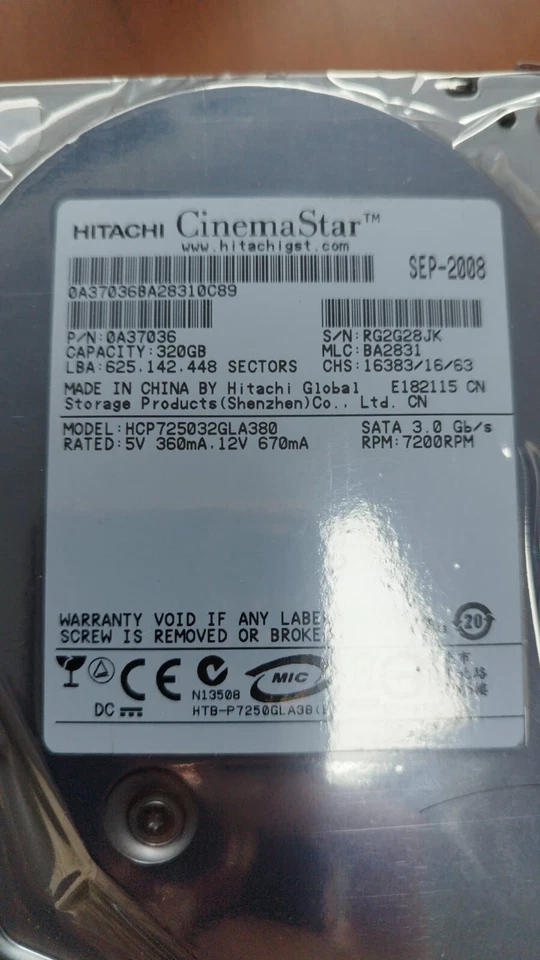 HITACHI CinemaStar™
www.hitachigst.com
SEP-2008
0A37036BA28310C89
P/N:0A37036 S/N:RG2G28JK
CAPACITY:320GB MLC:BA2831
LBA:625.142.448 SECTORS CHS:16383/16/63
MADE IN CHINA BY Hitachi Global E182115 CN
Storage Products(Shenzhen)Co., Ltd. CN
MODEL:HCP725032GLA380 SATA 3.0 Gb/s
RATED:5V 360mA.12V 670mA RPM:7200RPM
WARRANTY VOID IF ANY
SCREW IS REMOVED OR
20
CE MIC
N13508
DC
市
路